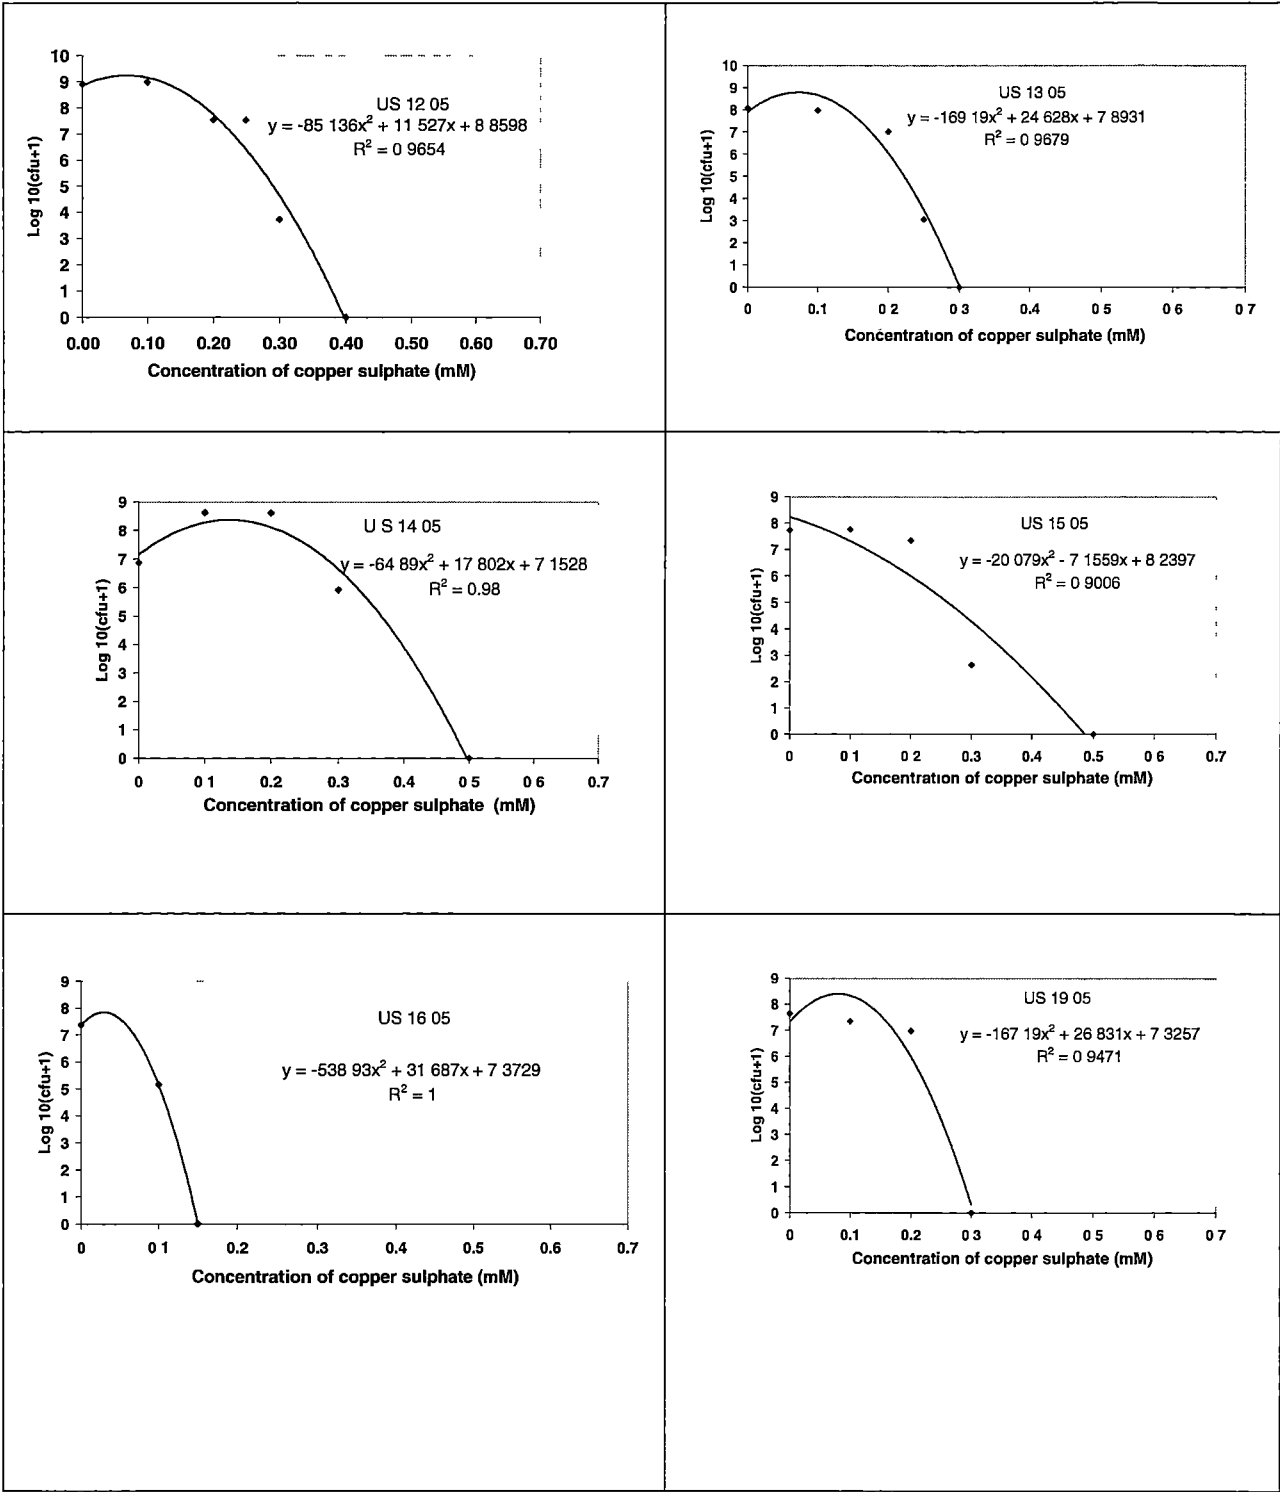 US 12 05
y = -85 136x² + 11 527x + 8 8598
R² = 0 9654
Log 10(cfu+1)
10
9
8
7
6
5
4
3
2
1
0
0.00 0.10 0.20 0.30 0.40 0.50 0.60 0.70
Concentration of copper sulphate (mM)
US 13 05
y = -169 19x² + 24 628x + 7 8931
R² = 0 9679
Log 10(cfu+1)
10
9
8
7
6
5
4
3
2
1
0
0 0.1 0 2 0 3 0 4 0 5 0 6 0 7
Concentration of copper sulphate (mM)
U S 14 05
y = -64 89x² + 17 802x + 7 1528
R² = 0.98
Log 10(cfu+1)
9
8
7
6
5
4
3
2
1
0
0 0 1 0.2 0.3 0.4 0.5 0 6 0.7
Concentration of copper sulphate (mM)
US 15 05
y = -20 079x² - 7 1559x + 8 2397
R² = 0 9006
Log 10(cfu+1)
9
8
7
6
5
4
3
2
1
0
0 0 1 0 2 0.3 0.4 0.5 0 6 0 7
Concentration of copper sulphate (mM)
US 16 05
y = -538 93x² + 31 687x + 7 3729
R² = 1
Log 10(cfu+1)
9
8
7
6
5
4
3
2
1
0
0 0 1 0.2 0.3 0.4 0.5 0.6 0.7
Concentration of copper sulphate (mM)
US 19 05
y = -167 19x² + 26 831x + 7 3257
R² = 0 9471
Log 10(cfu+1)
9
8
7
6
5
4
3
2
1
0
0 0.1 0.2 0.3 0.4 0 5 0 6 0 7
Concentration of copper sulphate (mM)